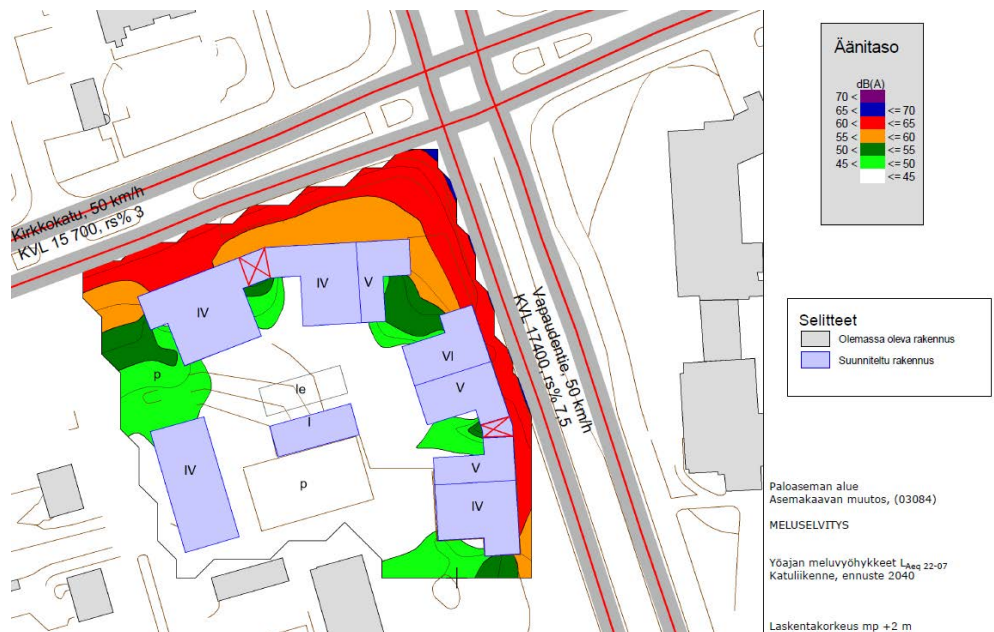 Äänitaso
dB(A)
70 <
65 < <= 70
60 < <= 65
55 < <= 60
50 < <= 55
45 < <= 50
<= 45
Kirkkokatu, 50 km/h
KVL 15 700, rs% 3
Vapaudentie, 50 km/h
KVL 17400, rs% 7,5
IV
IV
V
VI
V
p
le
I
IV
p
V
IV
Selitteet
Olemassa oleva rakennus
Suunniteltu rakennus
Paloaseman alue
Asemakaavan muutos, (03084)
MELUSELVITYS
Yöajan meluvyöhykkeet LAeq 22-07
Katuliikenne, ennuste 2040
Laskentakorkeus mp +2 m